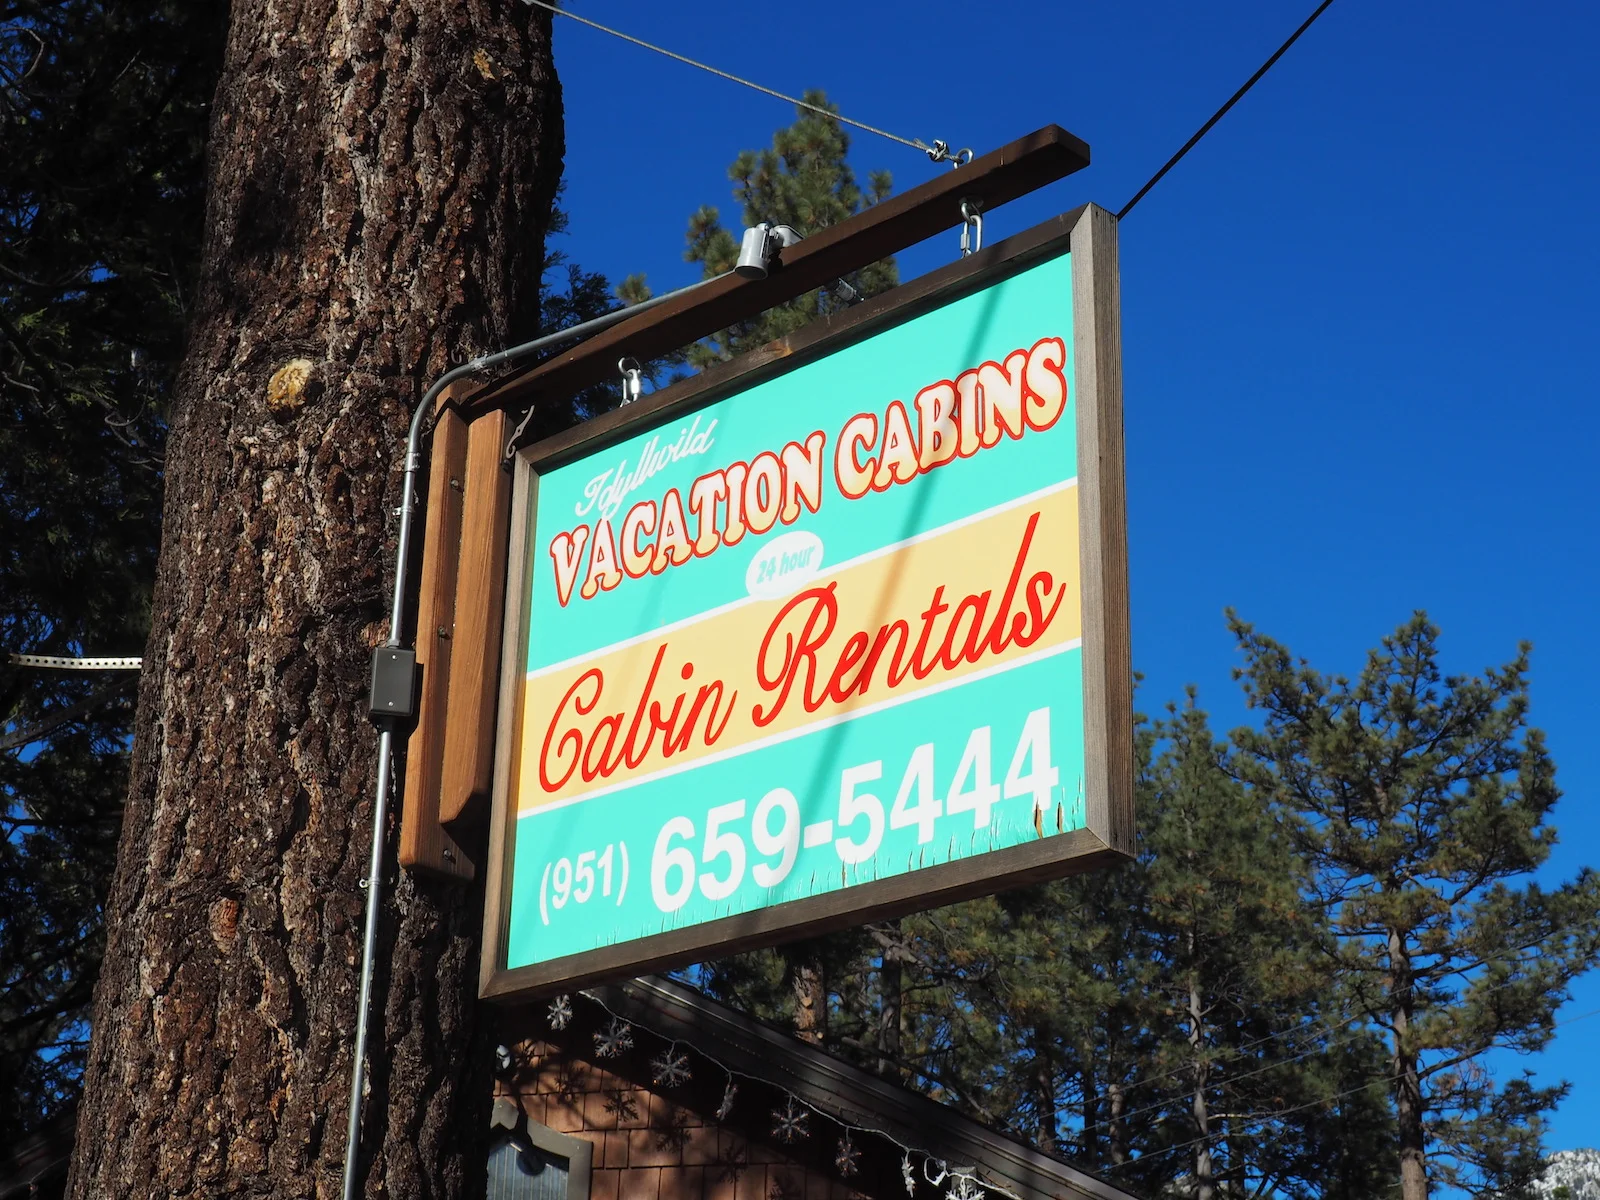 Idyllwild
VACATION CABINS
24 hour
Cabin Rentals
(951) 659-5444